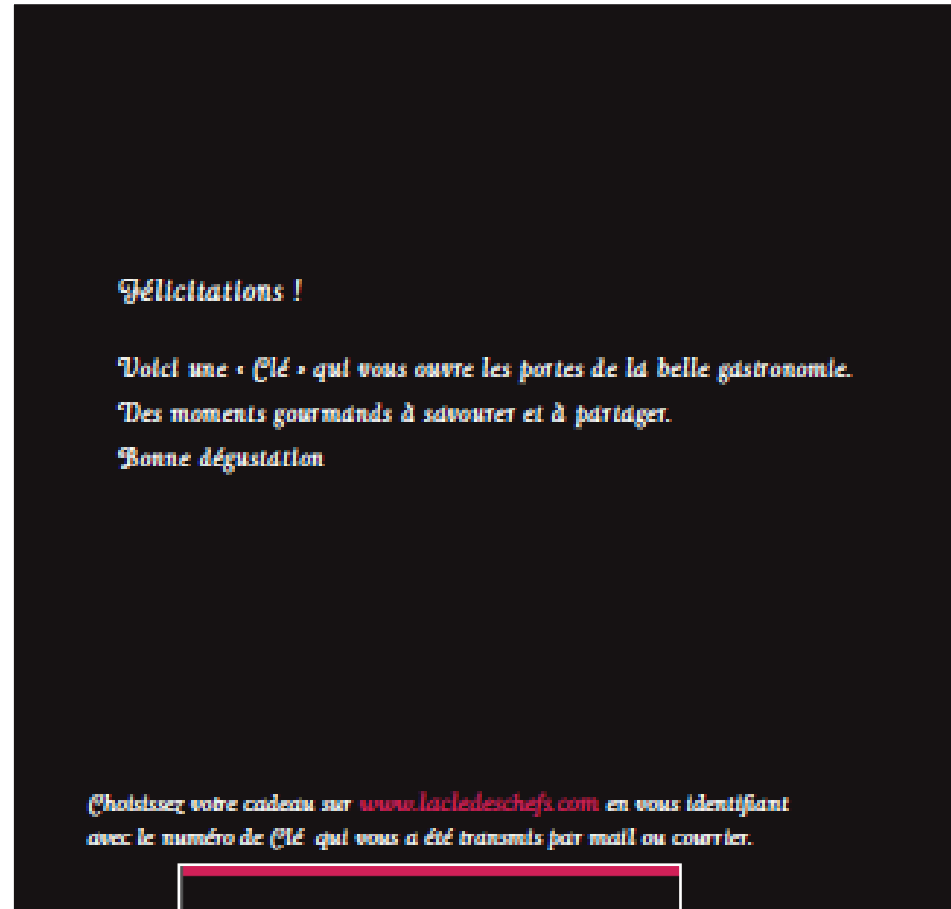 Félicitations !
Voici une « Clé » qui vous ouvre les portes de la belle gastronomie.
Des moments gourmands à savourer et à partager.
Bonne dégustation
Choisissez votre cadeau sur www.lacledeschefs.com en vous identifiant
avec le numéro de Clé qui vous a été transmis par mail ou courrier.